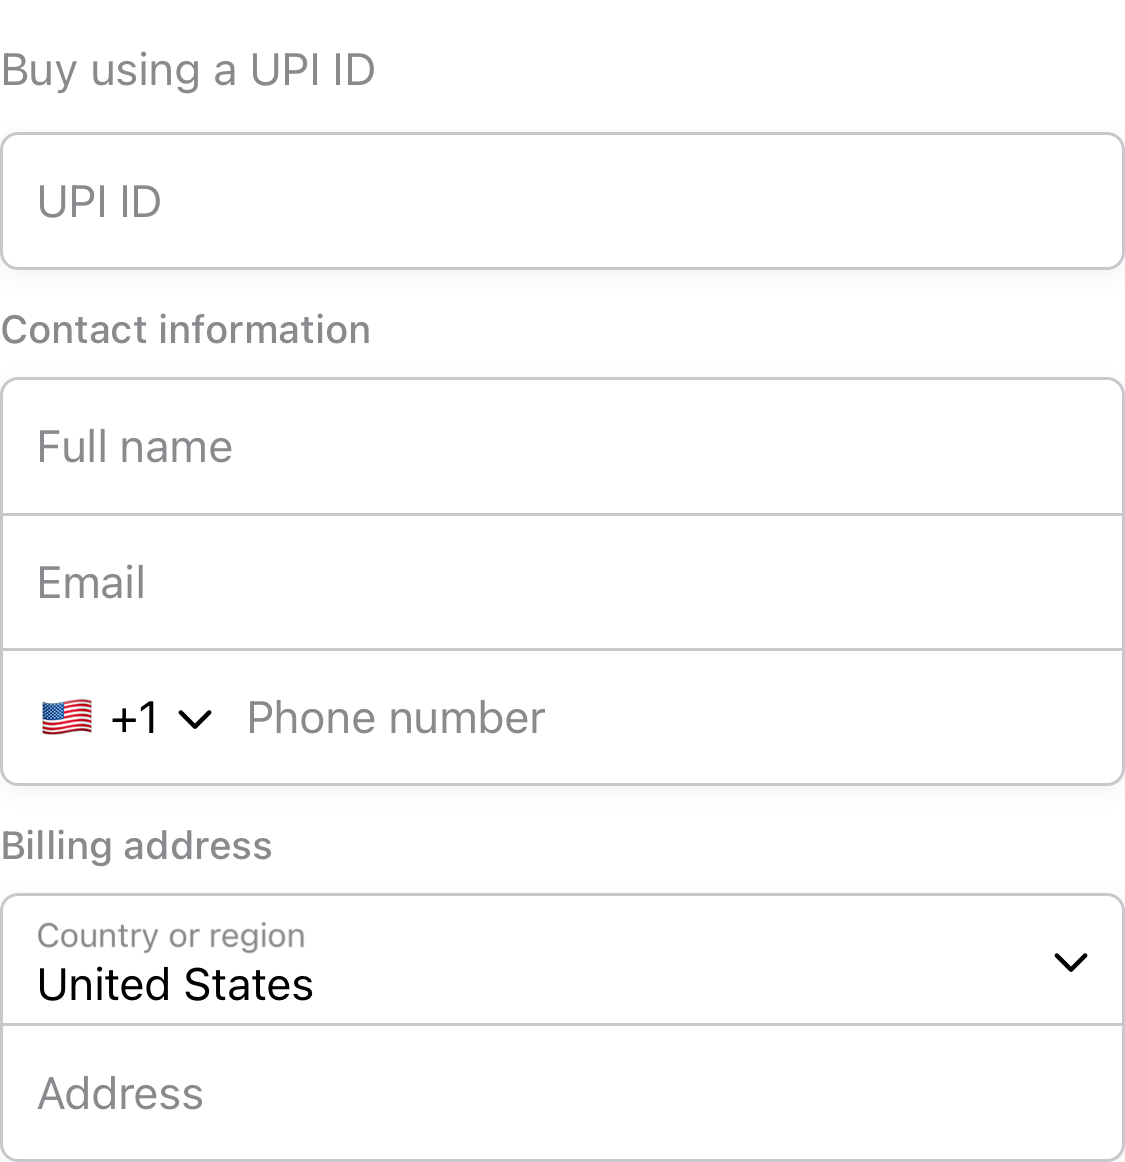 Buy using a UPI ID
UPI ID
Contact information
Full name
Email
🇺🇸 +1 Phone number
Billing address
Country or region
United States
Address